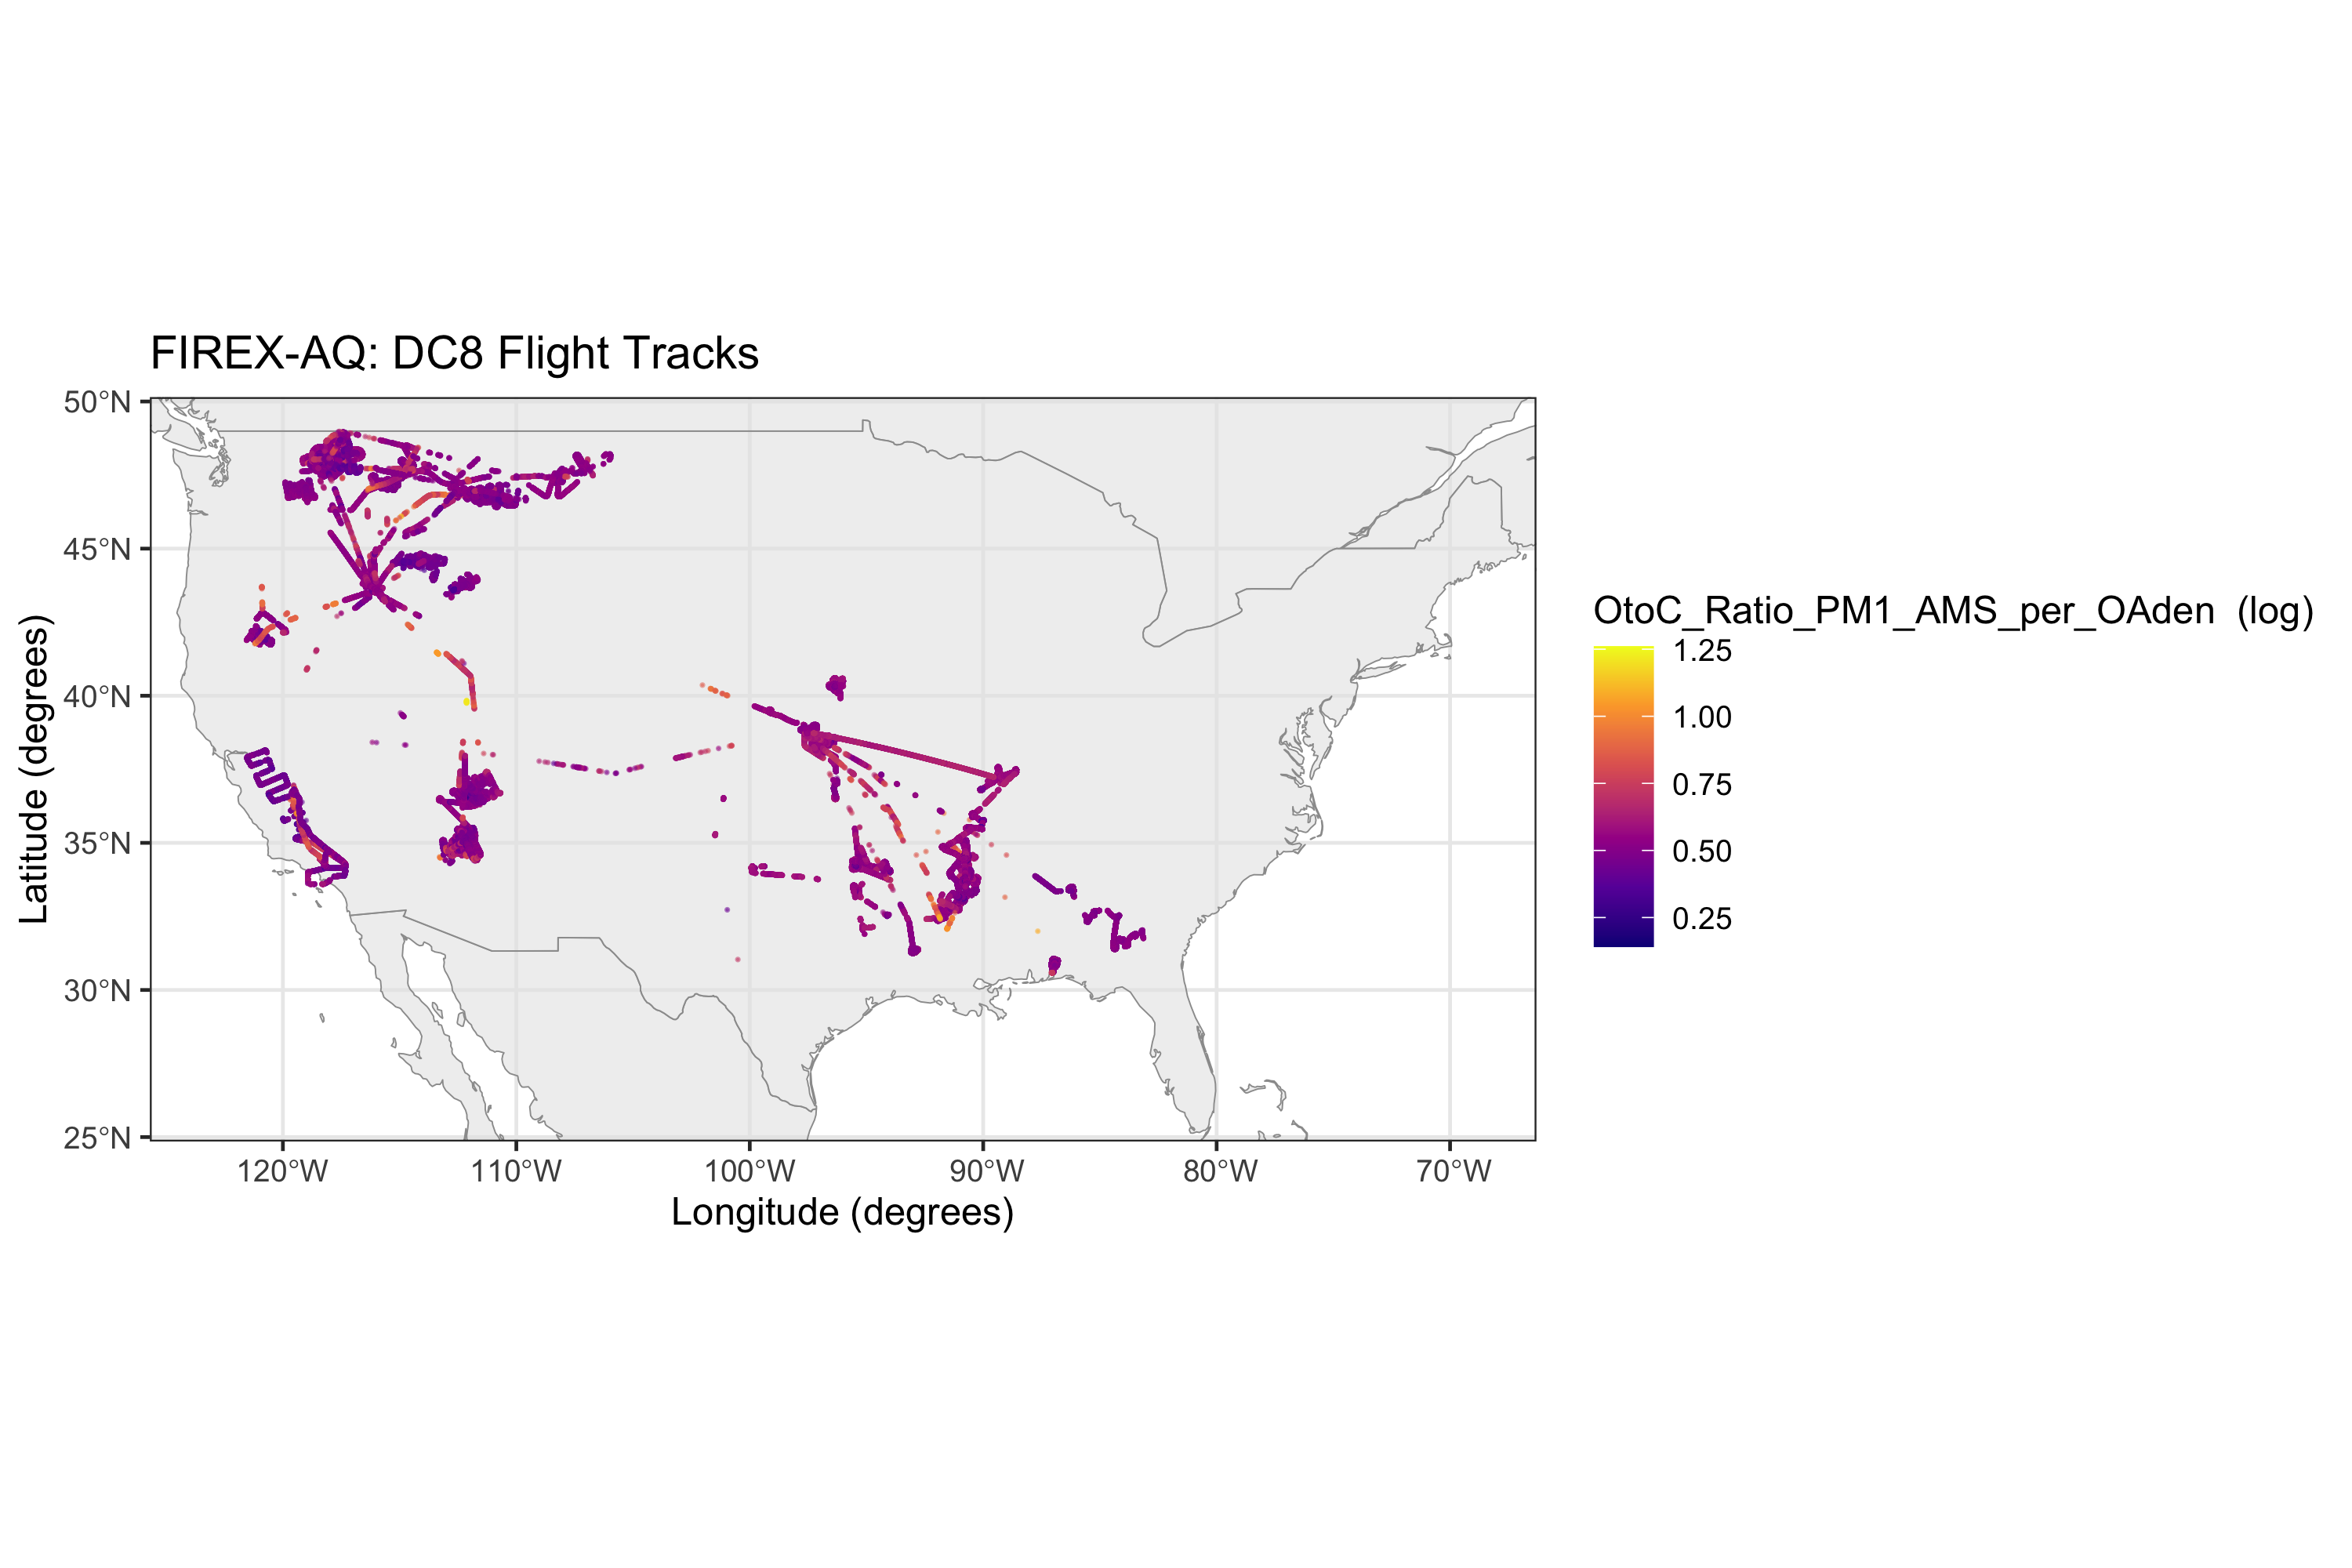 FIREX-AQ: DC8 Flight Tracks
50°N
45°N
40°N
35°N
30°N
25°N
Latitude (degrees)
120°W
110°W
100°W
90°W
80°W
70°W
Longitude (degrees)
OtoC_Ratio_PM1_AMS_per_OAden (log)
1.25
1.00
0.75
0.50
0.25